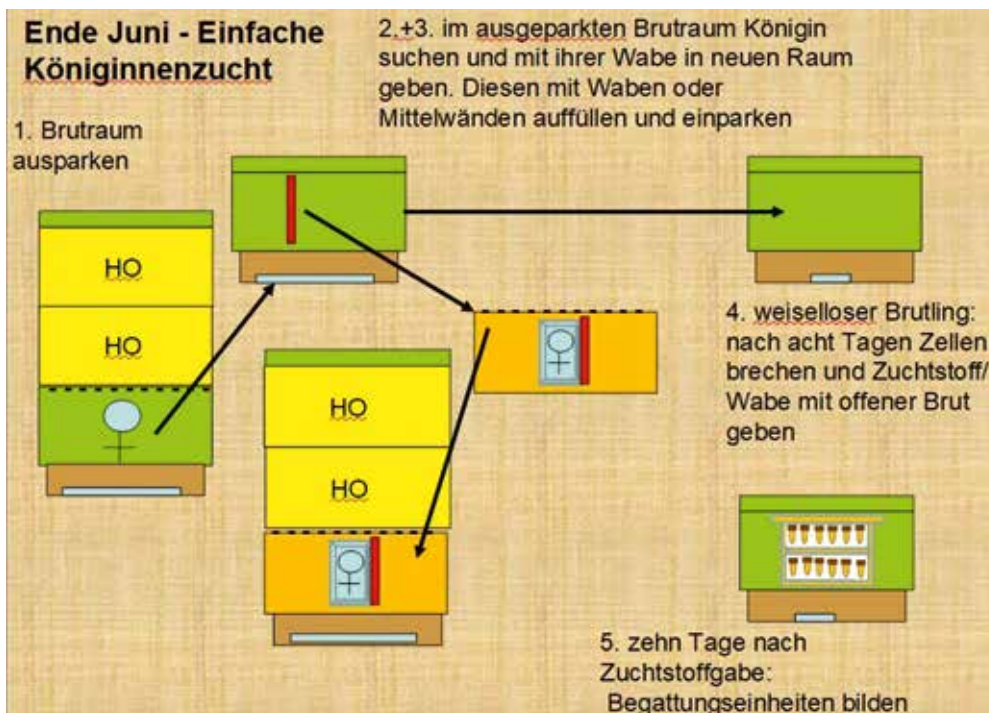 Ende Juni - Einfache
Königinnenzucht
2.+3. im ausgeparkten Brutraum Königin
suchen und mit ihrer Wabe in neuen Raum
geben. Diesen mit Waben oder
Mittelwänden auffüllen und einparken
1. Brutraum
ausparken
HO
HO
HO
HO
4. weiselloser Brutling:
nach acht Tagen Zellen
brechen und Zuchtstoff/
Wabe mit offener Brut
geben
5. zehn Tage nach
Zuchtstoffgabe:
Begattungseinheiten bilden